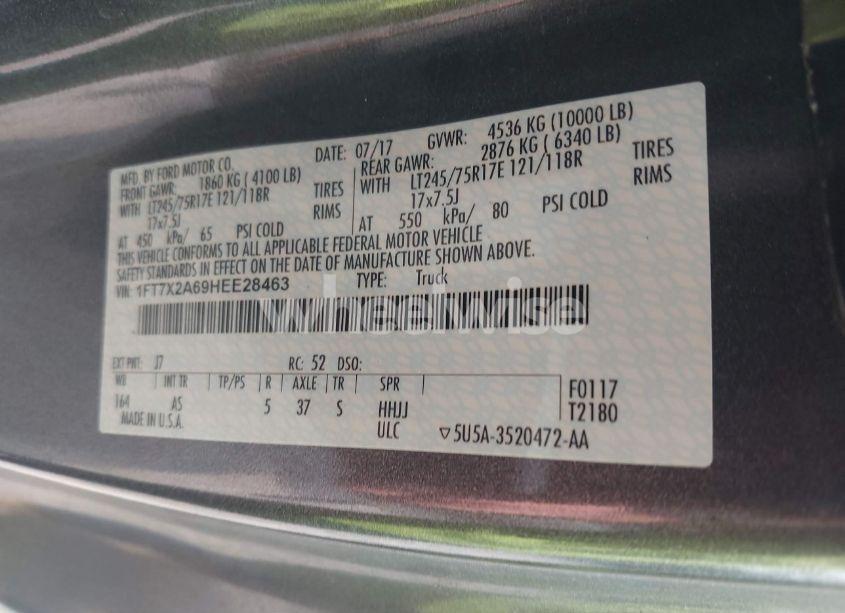 MFD. BY FORD MOTOR CO. DATE: 07/17 GVWR: 4536 KG (10000 LB)
FRONT GAWR: 1860 KG ( 4100 LB)
WITH LT245/75R17E 121/118R TIRES
17x7.5J RIMS
AT 450 kPa/ 65 PSI COLD
REAR GAWR: 2876 KG ( 6340 LB)
WITH LT245/75R17E 121/118R TIRES
17x7.5J RIMS
AT 550 kPa/ 80 PSI COLD
THIS VEHICLE CONFORMS TO ALL APPLICABLE FEDERAL MOTOR VEHICLE
SAFETY STANDARDS IN EFFECT ON THE DATE OF MANUFACTURE SHOWN ABOVE.
VIN: 1FT7X2A69HEE28463 TYPE: Truck
Wheelwise
EXT PNT: J7 RC: 52 DSO:
WB INT TR TP/PS R AXLE TR SPR
164 AS 5 37 S HHJJ
ULC
F0117
T2180
MADE IN U.S.A.
▽5U5A-3520472-AA